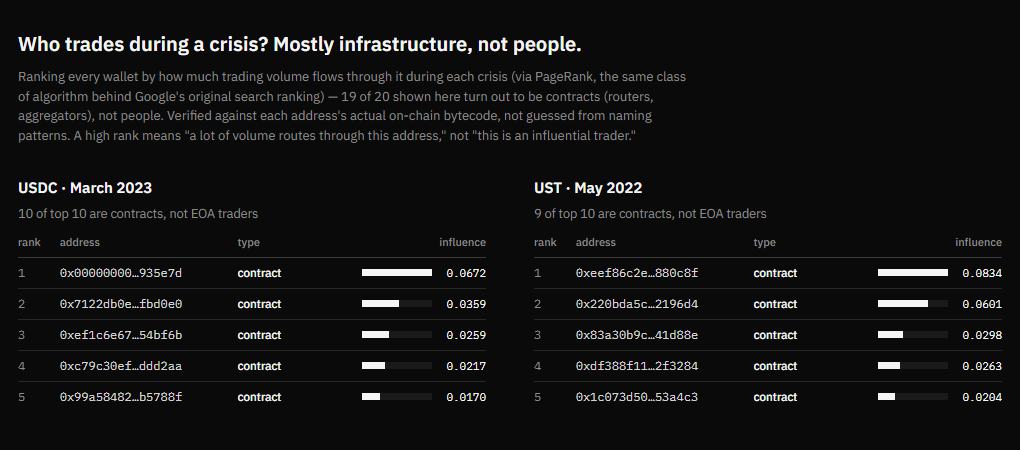 Who trades during a crisis? Mostly infrastructure, not people.
Ranking every wallet by how much trading volume flows through it during each crisis (via PageRank, the same class
of algorithm behind Google's original search ranking) — 19 of 20 shown here turn out to be contracts (routers,
aggregators), not people. Verified against each address's actual on-chain bytecode, not guessed from naming
patterns. A high rank means "a lot of volume routes through this address," not "this is an influential trader."
USDC · March 2023
10 of top 10 are contracts, not EOA traders
rank address type influence
1 0x00000000…935e7d contract 0.0672
2 0x7122db0e…fbd0e0 contract 0.0359
3 0xef1c6e67…54bf6b contract 0.0259
4 0xc79c30ef…ddd2aa contract 0.0217
5 0x99a58482…b5788f contract 0.0170
UST · May 2022
9 of top 10 are contracts, not EOA traders
rank address type influence
1 0xeef86c2e…880c8f contract 0.0834
2 0x220bda5c…2196d4 contract 0.0601
3 0x83a30b9c…41d88e contract 0.0298
4 0xdf388f11…2f3284 contract 0.0263
5 0x1c073d50…53a4c3 contract 0.0204